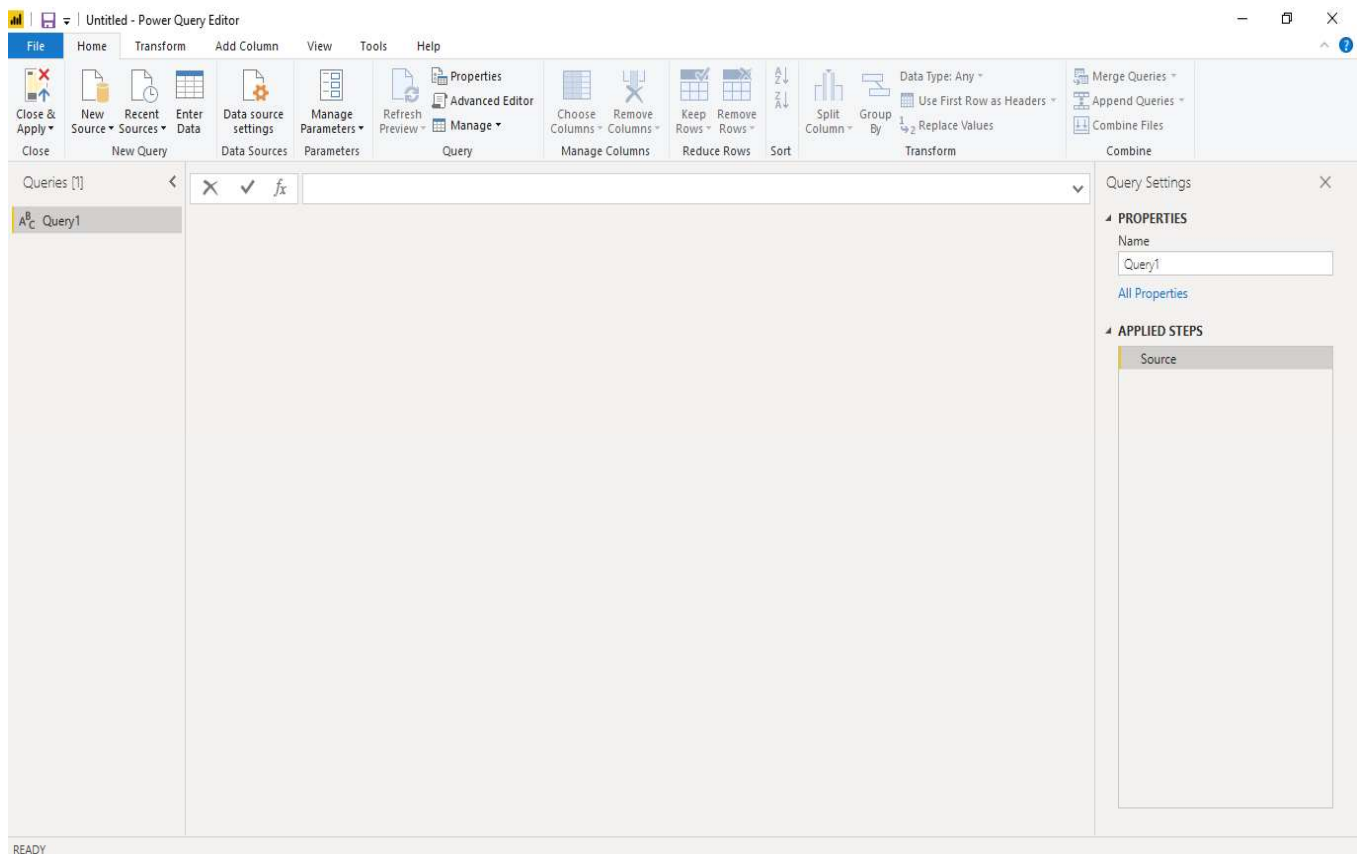 Untitled - Power Query Editor
File Home Transform Add Column View Tools Help
Close & Apply
New Source
Recent Sources
Enter Data
Data source settings
Manage Parameters
Refresh Preview
Properties
Advanced Editor
Manage
Choose Columns
Remove Columns
Keep Rows
Remove Rows
A Z
Z A
Split Column
Group By
Data Type: Any
Use First Row as Headers
1 2 Replace Values
Merge Queries
Append Queries
Combine Files
Close New Query Data Sources Parameters Query Manage Columns Reduce Rows Sort Transform Combine
Queries [1]
fx
Query Settings
ABC Query1
PROPERTIES
Name
Query1
All Properties
APPLIED STEPS
Source
READY